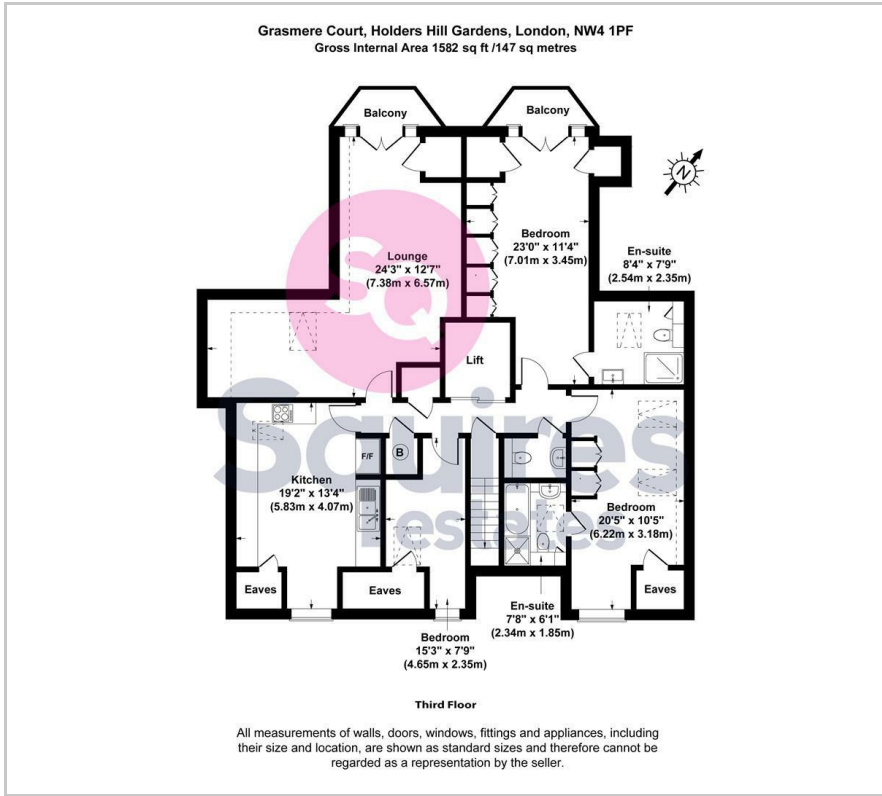 Grasmere Court, Holders Hill Gardens, London, NW4 1PF
Gross Internal Area 1582 sq ft /147 sq metres
Balcony
Balcony
N
Bedroom
23'0" x 11'4"
(7.01m x 3.45m)
Lounge
24'3" x 12'7"
(7.38m x 6.57m)
En-suite
8'4" x 7'9"
(2.54m x 2.35m)
SQ
Lift
Squires
estates
F/F
B
Kitchen
19'2" x 13'4"
(5.83m x 4.07m)
Bedroom
20'5" x 10'5"
(6.22m x 3.18m)
Eaves
Eaves
Eaves
En-suite
7'8" x 6'1"
(2.34m x 1.85m)
Bedroom
15'3" x 7'9"
(4.65m x 2.35m)
Third Floor
All measurements of walls, doors, windows, fittings and appliances, including
their size and location, are shown as standard sizes and therefore cannot be
regarded as a representation by the seller.